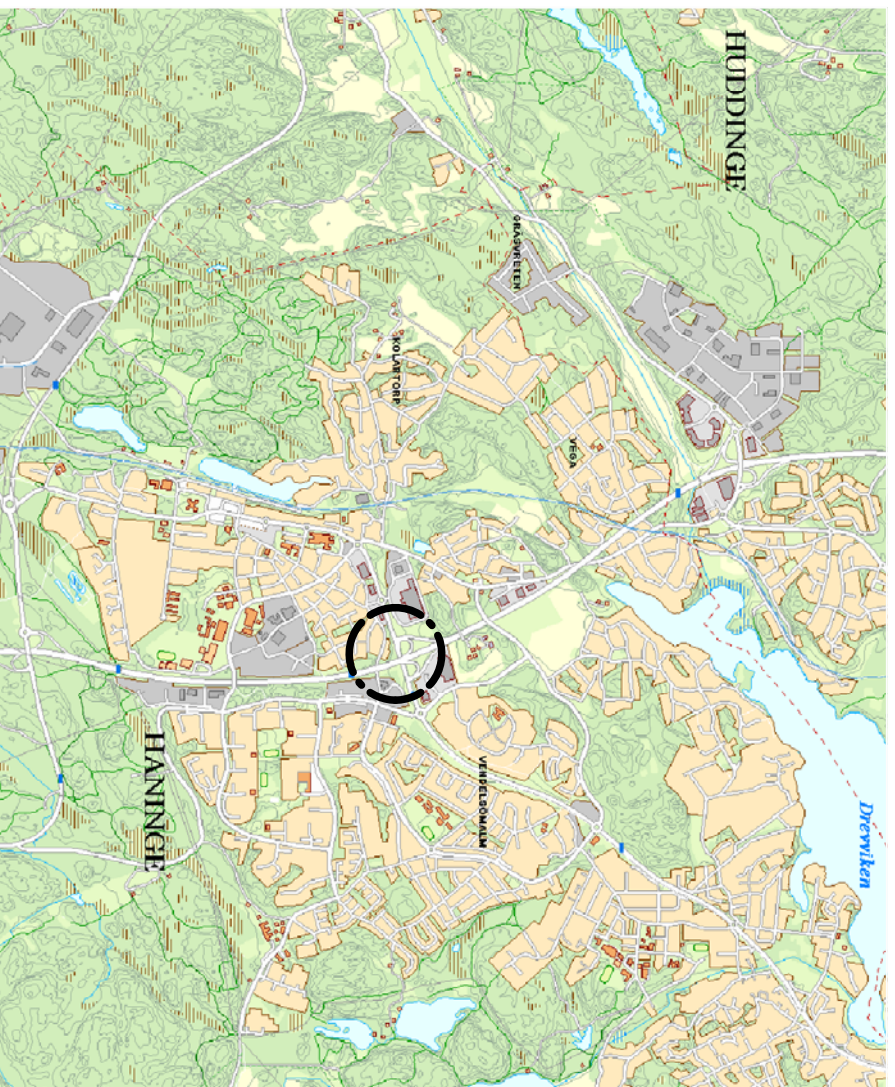 HUDDINGE
GRÄSVRETEN
KOLARTORP
VEGA
Drevviken
VENDELSÖMALM
HANINGE